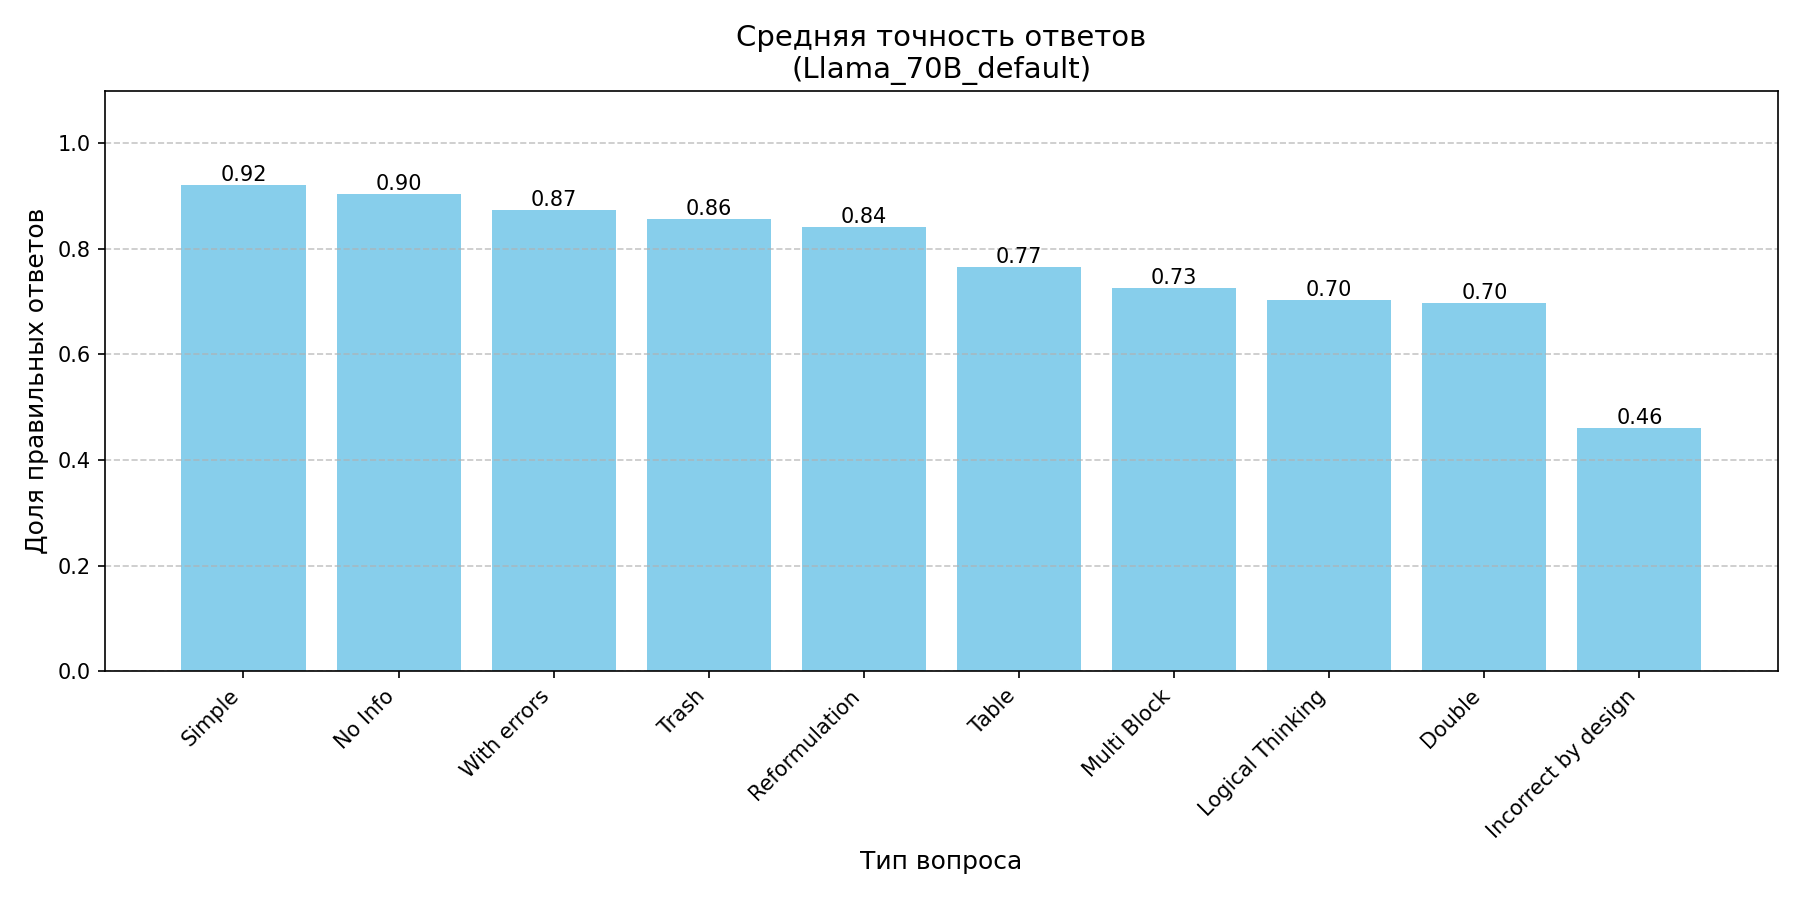 Средняя точность ответов
(Llama_70B_default)
Доля правильных ответов
1.0
0.8
0.6
0.4
0.2
0.0
0.92
0.90
0.87
0.86
0.84
0.77
0.73
0.70
0.70
0.46
Simple
No Info
With errors
Trash
Reformulation
Table
Multi Block
Logical Thinking
Double
Incorrect by design
Тип вопроса